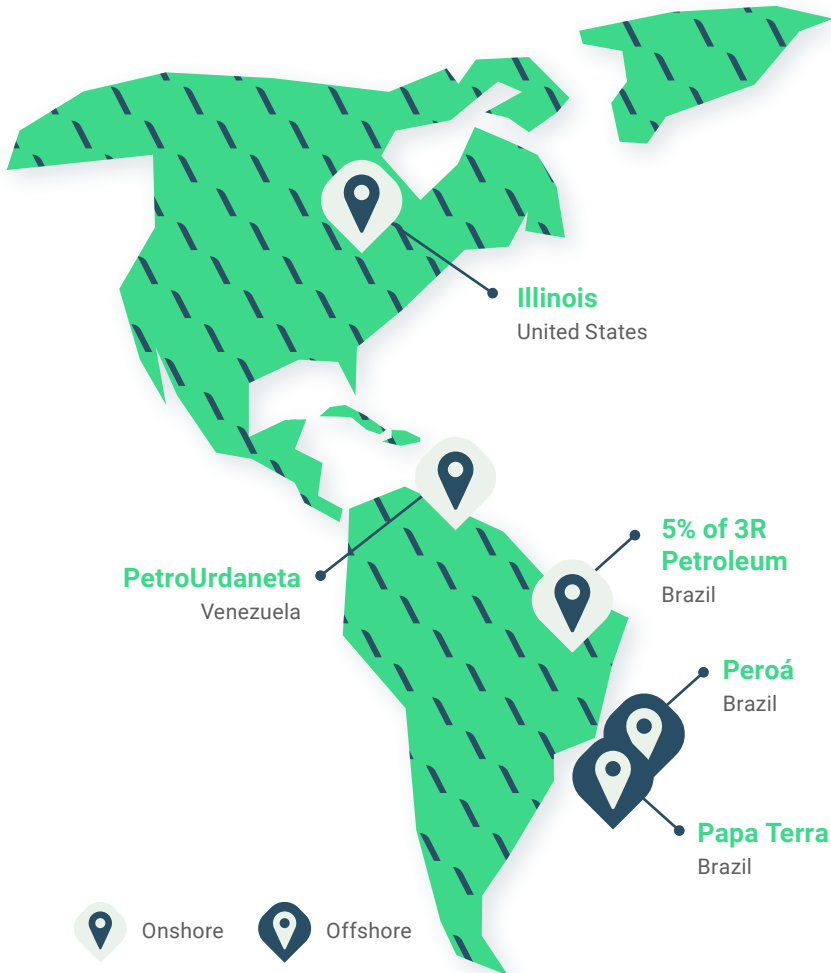 Illinois
United States
5% of 3R
Petroleum
Brazil
PetroUrdaneta
Venezuela
Peroá
Brazil
Papa Terra
Brazil
Onshore
Offshore